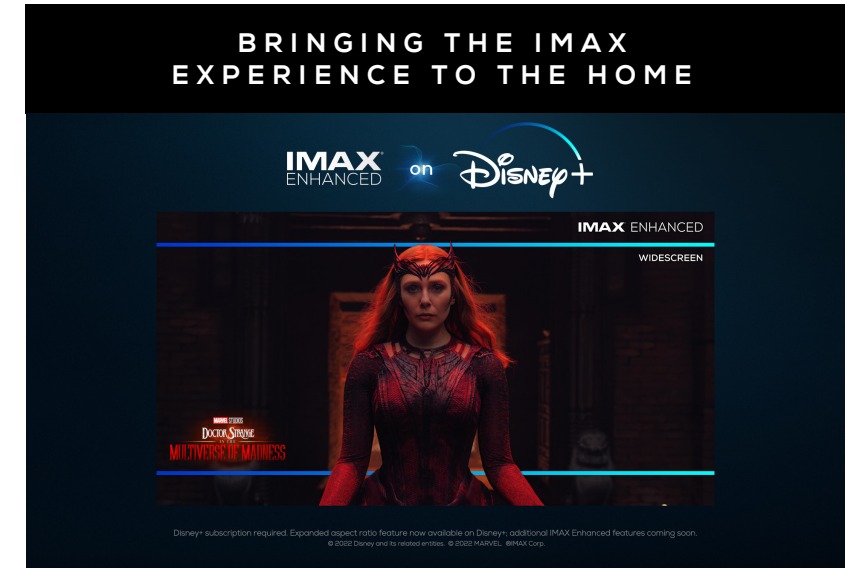 BRINGING THE IMAX
EXPERIENCE TO THE HOME
IMAX®
ENHANCED
on
Disney+
IMAX ENHANCED
WIDESCREEN
MARVEL STUDIOS
DOCTOR STRANGE
IN THE
MULTIVERSE OF MADNESS
Disney+ subscription required. Expanded aspect ratio feature now available on Disney+; additional IMAX Enhanced features coming soon.
© 2022 Disney and its related entities. © 2022 MARVEL. ®IMAX Corp.